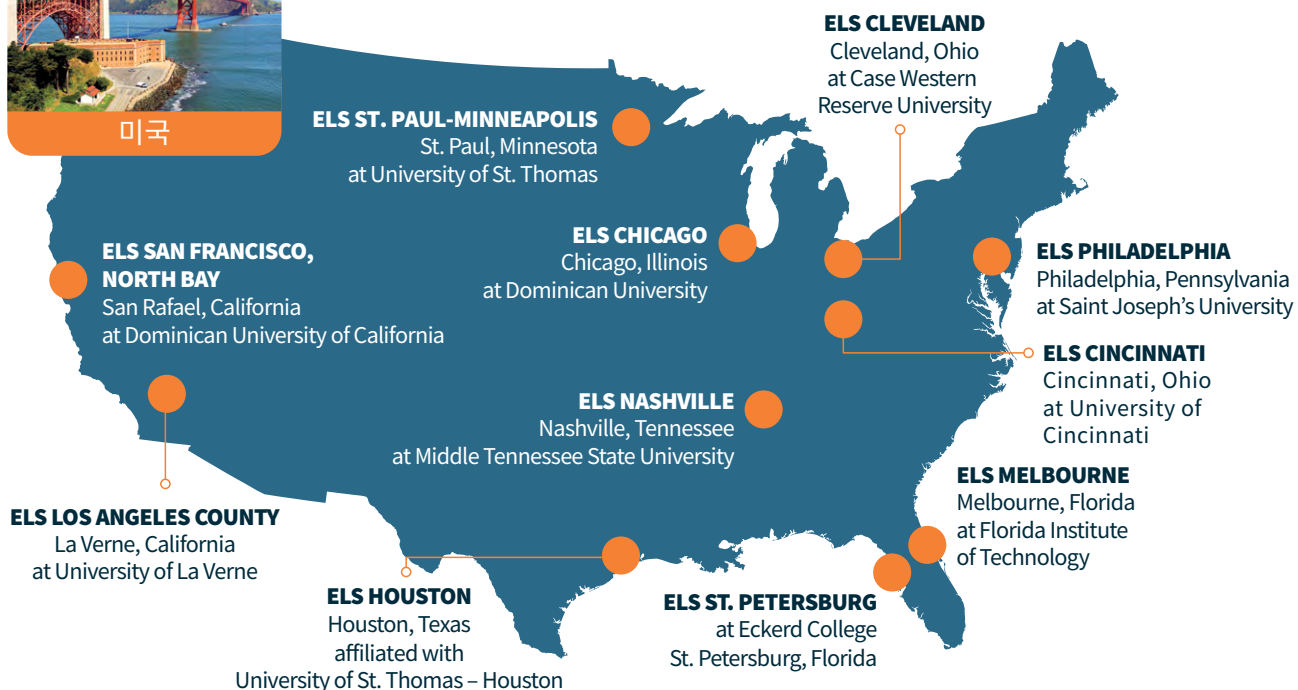 미국
ELS CLEVELAND
Cleveland, Ohio
at Case Western
Reserve University
ELS ST. PAUL-MINNEAPOLIS
St. Paul, Minnesota
at University of St. Thomas
ELS SAN FRANCISCO,
NORTH BAY
San Rafael, California
at Dominican University of California
ELS CHICAGO
Chicago, Illinois
at Dominican University
ELS PHILADELPHIA
Philadelphia, Pennsylvania
at Saint Joseph’s University
ELS CINCINNATI
Cincinnati, Ohio
at University of
Cincinnati
ELS NASHVILLE
Nashville, Tennessee
at Middle Tennessee State University
ELS MELBOURNE
Melbourne, Florida
at Florida Institute
of Technology
ELS LOS ANGELES COUNTY
La Verne, California
at University of La Verne
ELS HOUSTON
Houston, Texas
affiliated with
University of St. Thomas – Houston
ELS ST. PETERSBURG
at Eckerd College
St. Petersburg, Florida